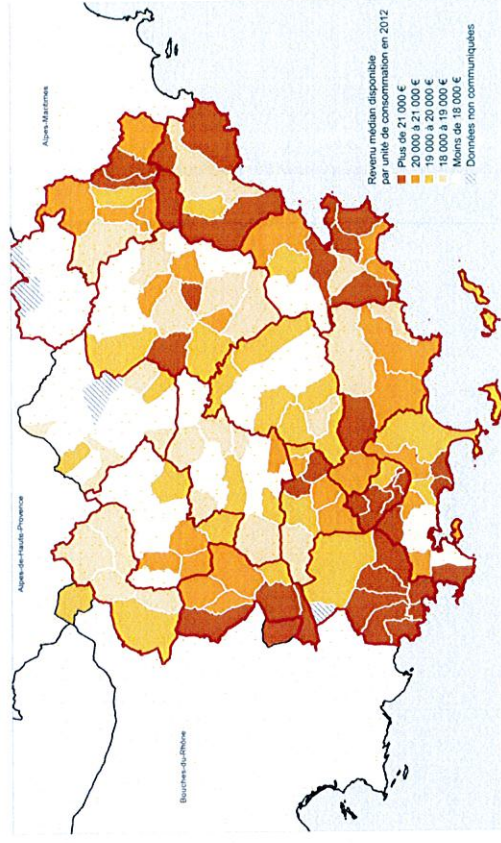 Alpes-de-Haute-Provence
Alpes-Maritimes
Bouches-du-Rhône
Revenu médian disponible
par unité de consommation en 2012
Plus de 21 000 €
20 000 à 21 000 €
19 000 à 20 000 €
18 000 à 19 000 €
Moins de 18 000 €
Données non communiquées